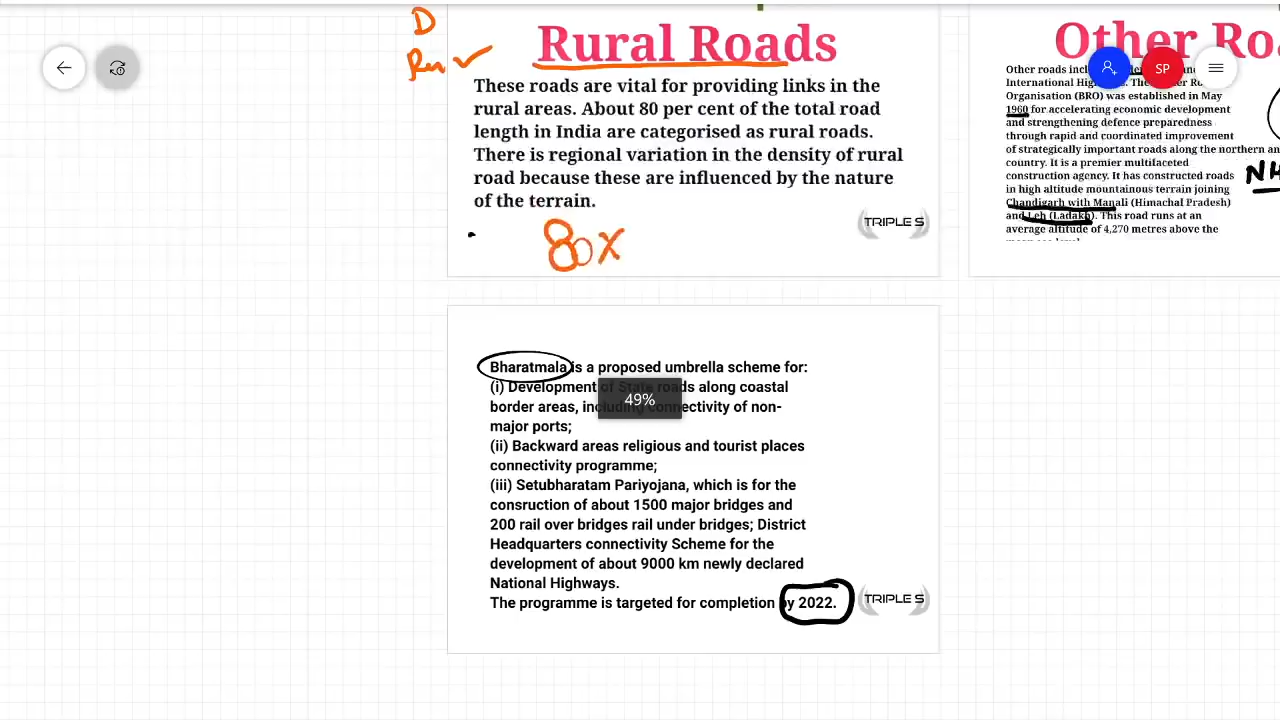 D
Ru
Rural Roads
These roads are vital for providing links in the
rural areas. About 80 per cent of the total road
length in India are categorised as rural roads.
There is regional variation in the density of rural
road because these are influenced by the nature
of the terrain.
TRIPLE S
80 X
Other Ro
Other roads incl
International Hig
Organisation (BRO) was established in May
1960 for accelerating economic development
and strengthening defence preparedness
through rapid and coordinated improvement
of strategically important roads along the northern an
country. It is a premier multifaceted
construction agency. It has constructed roads
in high altitude mountainous terrain joining
Chandigarh with Manali (Himachal Pradesh)
and Leh (Ladakh). This road runs at an
average altitude of 4,270 metres above the
NH
SP
Bharatmala is a proposed umbrella scheme for:
(i) Development of State roads along coastal
border areas, including connectivity of non-
major ports;
(ii) Backward areas religious and tourist places
connectivity programme;
(iii) Setubharatam Pariyojana, which is for the
consruction of about 1500 major bridges and
200 rail over bridges rail under bridges; District
Headquarters connectivity Scheme for the
development of about 9000 km newly declared
National Highways.
The programme is targeted for completion by 2022.
TRIPLE S
49%